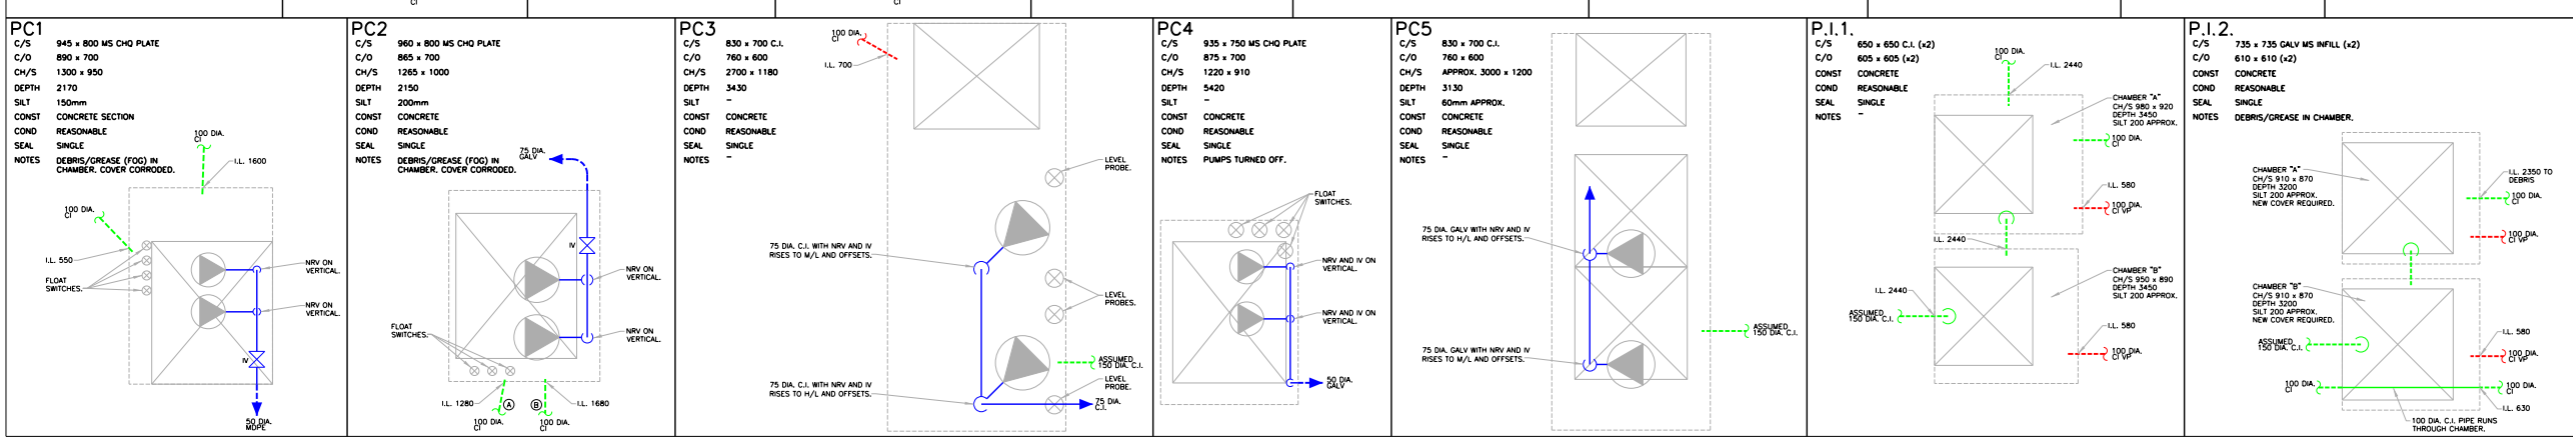 CI
CI
PC1
C/S 945 x 800 MS CHQ PLATE
C/O 890 x 700
CH/S 1300 x 950
DEPTH 2170
SILT 150mm
CONST CONCRETE SECTION
COND REASONABLE
SEAL SINGLE
NOTES DEBRIS/GREASE (FOG) IN
CHAMBER. COVER CORRODED.
100 DIA.
CI
I.L. 1600
100 DIA.
CI
I.L. 550
FLOAT
SWITCHES.
NRV ON
VERTICAL.
NRV ON
VERTICAL.
IV
50 DIA.
MDPE
PC2
C/S 960 x 800 MS CHQ PLATE
C/O 865 x 700
CH/S 1265 x 1000
DEPTH 2150
SILT 200mm
CONST CONCRETE
COND REASONABLE
SEAL SINGLE
NOTES DEBRIS/GREASE (FOG) IN
CHAMBER. COVER CORRODED.
75 DIA.
GALV
IV
NRV ON
VERTICAL.
FLOAT
SWITCHES.
NRV ON
VERTICAL.
I.L. 1280
A
B
I.L. 1680
100 DIA.
CI
100 DIA.
CI
PC3
C/S 830 x 700 C.I.
C/O 760 x 600
CH/S 2700 x 1180
DEPTH 3430
SILT -
CONST CONCRETE
COND REASONABLE
SEAL SINGLE
NOTES -
100 DIA.
CI
I.L. 700
LEVEL
PROBE.
75 DIA. C.I. WITH NRV AND IV
RISES TO M/L AND OFFSETS.
LEVEL
PROBES.
ASSUMED
150 DIA. C.I.
75 DIA. C.I. WITH NRV AND IV
RISES TO H/L AND OFFSETS.
LEVEL
PROBE.
75 DIA.
C.I.
PC4
C/S 935 x 750 MS CHQ PLATE
C/O 875 x 700
CH/S 1220 x 910
DEPTH 5420
SILT -
CONST CONCRETE
COND REASONABLE
SEAL SINGLE
NOTES PUMPS TURNED OFF.
FLOAT
SWITCHES.
NRV AND IV ON
VERTICAL.
NRV AND IV ON
VERTICAL.
50 DIA.
GALV
PC5
C/S 830 x 700 C.I.
C/O 760 x 600
CH/S APPROX. 3000 x 1200
DEPTH 3130
SILT 60mm APPROX.
CONST CONCRETE
COND REASONABLE
SEAL SINGLE
NOTES -
75 DIA. GALV WITH NRV AND IV
RISES TO H/L AND OFFSETS.
ASSUMED
150 DIA. C.I.
75 DIA. GALV WITH NRV AND IV
RISES TO M/L AND OFFSETS.
P.I.1.
C/S 650 x 650 C.I. (x2)
C/O 605 x 605 (x2)
CONST CONCRETE
COND REASONABLE
SEAL SINGLE
NOTES -
100 DIA.
CI
I.L. 2440
CHAMBER "A"
CH/S 980 x 920
DEPTH 3450
SILT 200 APPROX.
100 DIA.
CI
I.L. 580
100 DIA.
CI VP
I.L. 2440
CHAMBER "B"
CH/S 950 x 890
DEPTH 3450
SILT 200 APPROX.
I.L. 2440
ASSUMED
150 DIA. C.I.
I.L. 580
100 DIA.
CI VP
P.I.2.
C/S 735 x 735 GALV MS INFILL (x2)
C/O 610 x 610 (x2)
CONST CONCRETE
COND REASONABLE
SEAL SINGLE
NOTES DEBRIS/GREASE IN CHAMBER.
CHAMBER "A"
CH/S 910 x 870
DEPTH 3200
SILT 200 APPROX.
NEW COVER REQUIRED.
I.L. 2350 TO
DEBRIS
100 DIA.
CI
100 DIA.
CI VP
CHAMBER "B"
CH/S 910 x 870
DEPTH 3200
SILT 200 APPROX.
NEW COVER REQUIRED.
ASSUMED
150 DIA. C.I.
I.L. 580
100 DIA.
CI VP
100 DIA.
CI
100 DIA.
CI
I.L. 630
100 DIA. C.I. PIPE RUNS
THROUGH CHAMBER.